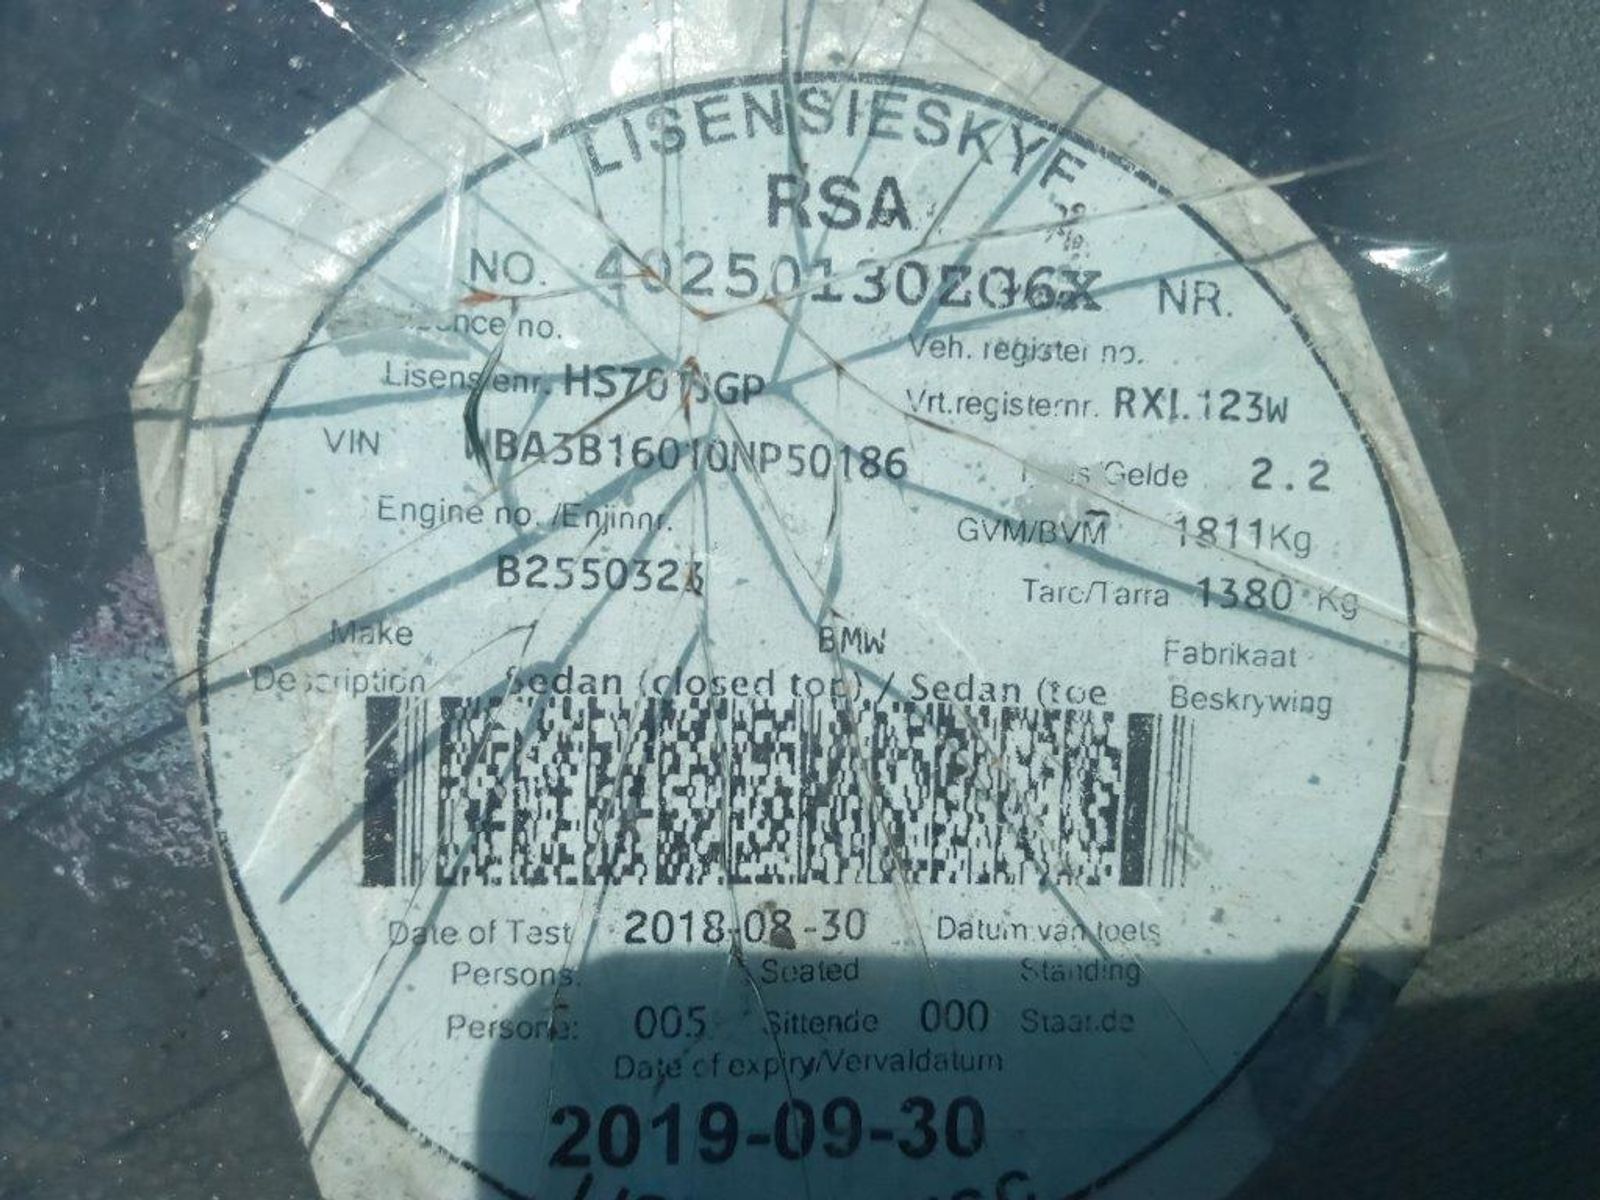 LISENSIESKYF
RSA
NO. 40250130ZG6X NR.
no.
Veh. register no.
Lisensienr.
Vrt.registernr. RXL123W
VIN WBA3B16010NP50186
Gelde 2.2
Engine no./Enjinnr.
GVM/BVM 1811Kg
B2550323
Tare/Tarra 1380 Kg
Make BMW Fabrikaat
Description Sedan (closed top) / Sedan (toe Beskrywing
Date of Test 2018-08-30 Datum van toets
Persons: Seated Standing
Persone: 005 Sittende 000 Staande
Date of expiry/Vervaldatum
2019-09-30